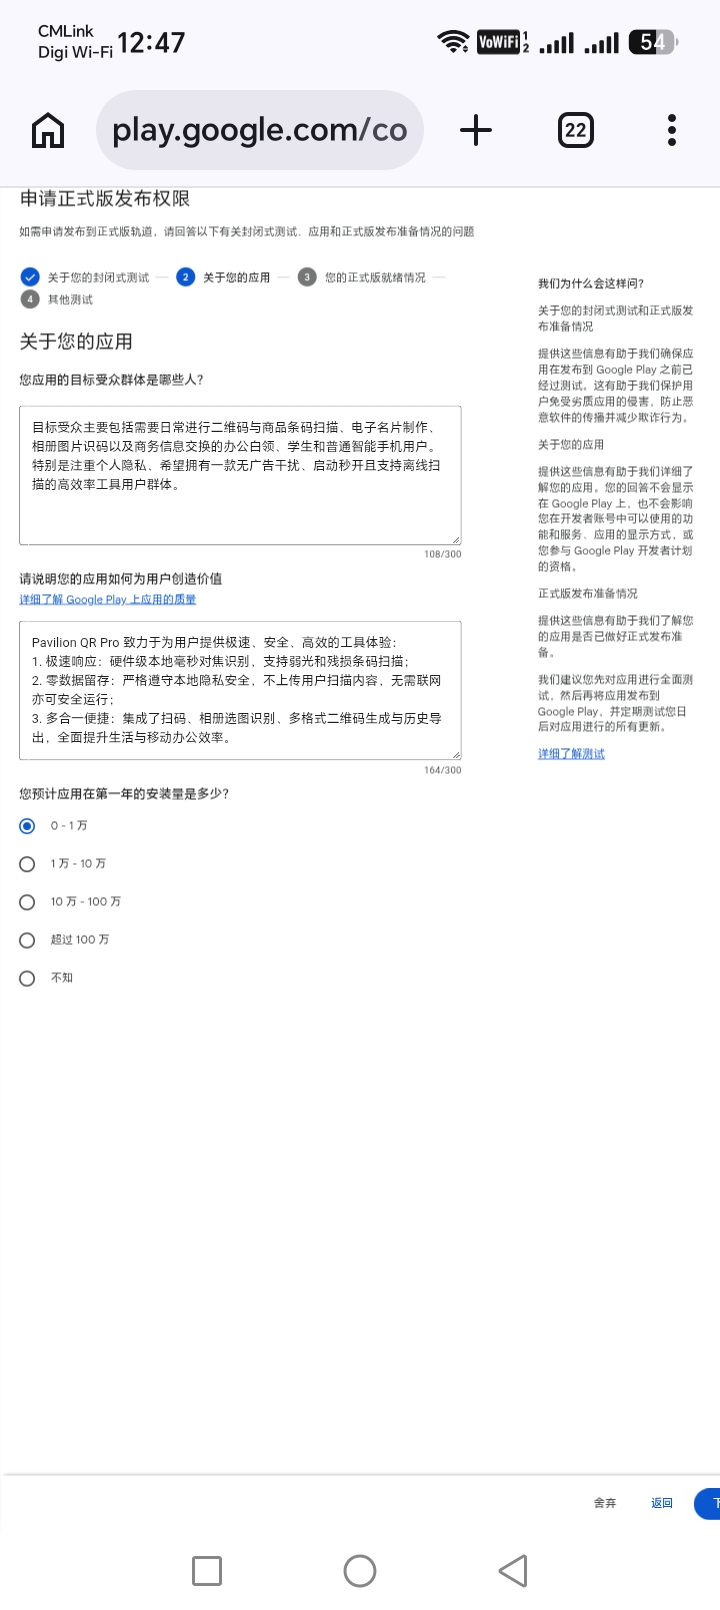 CMLink
Digi Wi-Fi
12:47
VoWiFi 1 2
54
play.google.com/co
22
申请正式版发布权限
如需申请发布到正式版轨道，请回答以下有关封闭式测试、应用和正式版发布准备情况的问题
关于您的封闭式测试
2 关于您的应用
3 您的正式版就绪情况
4 其他测试
关于您的应用
您应用的目标受众群体是哪些人？
目标受众主要包括需要日常进行二维码与商品条码扫描、电子名片制作、
相册图片识码以及商务信息交换的办公白领、学生和普通智能手机用户。
特别是注重个人隐私、希望拥有一款无广告干扰、启动秒开且支持离线扫
描的高效率工具用户群体。
108/300
请说明您的应用如何为用户创造价值
详细了解 Google Play 上应用的质量
Pavilion QR Pro 致力于为用户提供极速、安全、高效的工具体验：
1. 极速响应：硬件级本地毫秒对焦识别，支持弱光和残损条码扫描；
2. 零数据留存：严格遵守本地隐私安全，不上传用户扫描内容，无需联网
亦可安全运行；
3. 多合一便捷：集成了扫码、相册选图识别、多格式二维码生成与历史导
出，全面提升生活与移动办公效率。
164/300
您预计应用在第一年的安装量是多少？
0 - 1 万
1 万 - 10 万
10 万 - 100 万
超过 100 万
不知
我们为什么会这样问？
关于您的封闭式测试和正式版发
布准备情况
提供这些信息有助于我们确保应
用在发布到 Google Play 之前已
经过测试。这有助于我们保护用
户免受劣质应用的侵害，防止恶
意软件的传播并减少欺诈行为。
关于您的应用
提供这些信息有助于我们详细了
解您的应用。您的回答不会显示
在 Google Play 上，也不会影响
您在开发者账号中可以使用的功
能和服务、应用的显示方式，或
您参与 Google Play 开发者计划
的资格。
正式版发布准备情况
提供这些信息有助于我们了解您
的应用是否已做好正式发布准
备。
我们建议您先对应用进行全面测
试，然后再将应用发布到
Google Play，并定期测试您日
后对应用进行的所有更新。
详细了解测试
舍弃
返回